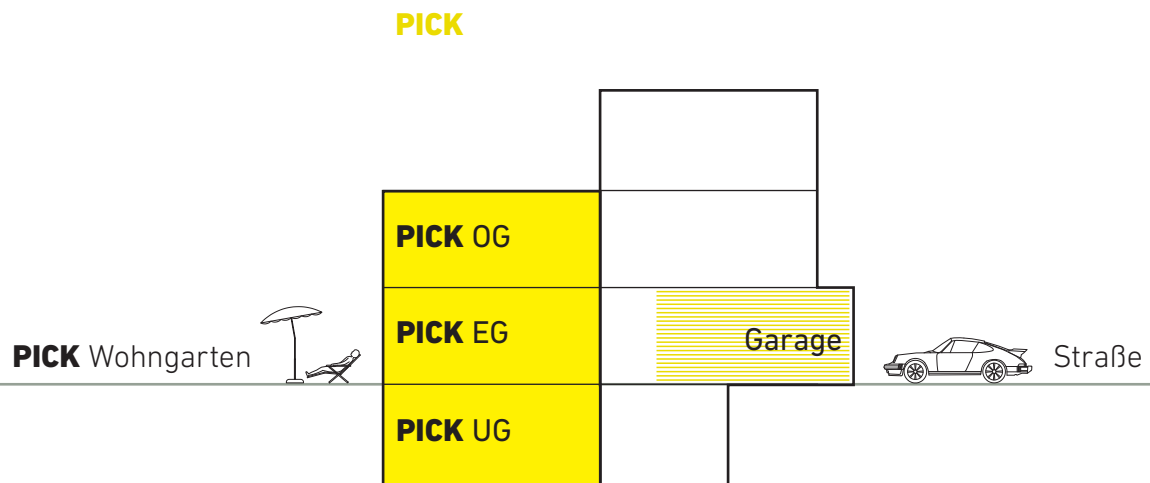 PICK
PICK OG
PICK EG
Garage
PICK Wohngarten
Straße
PICK UG